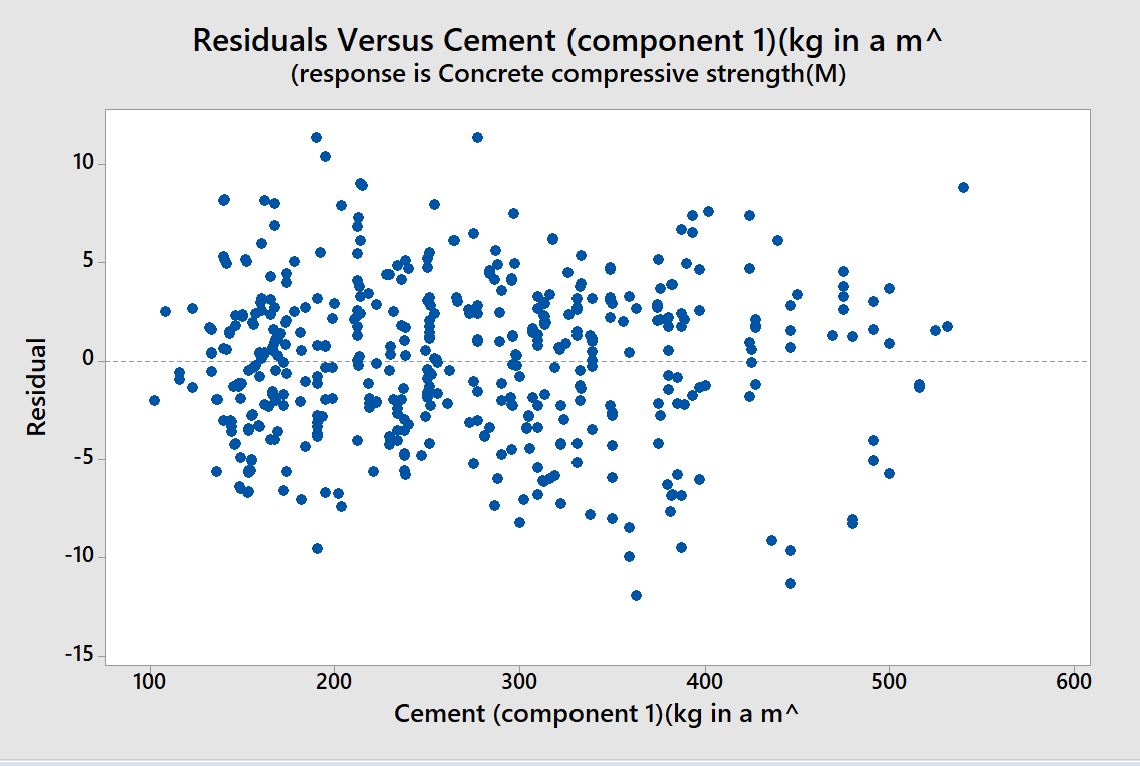 Residuals Versus Cement (component 1)(kg in a m^
(response is Concrete compressive strength(M)
10
5
0
-5
-10
-15
Residual
100 200 300 400 500 600
Cement (component 1)(kg in a m^